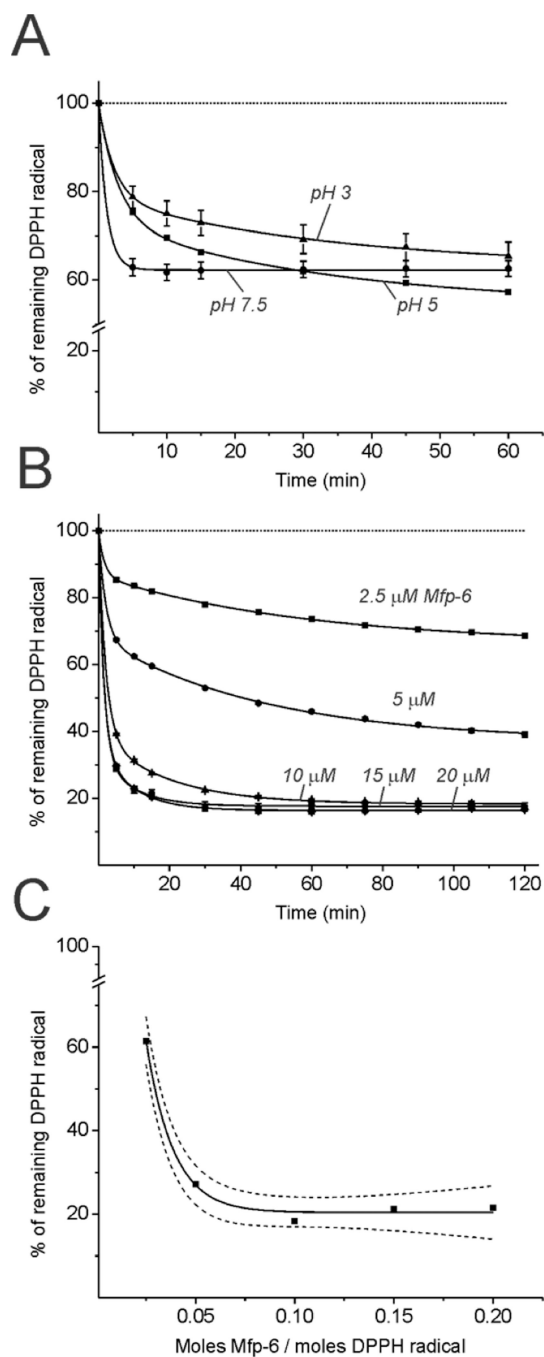 A
100
80
60
20
% of remaining DPPH radical
pH 3
pH 7.5
pH 5
10 20 30 40 50 60
Time (min)
B
100
80
60
40
20
% of remaining DPPH radical
2.5 μM Mfp-6
5 μM
10 μM 15 μM 20 μM
20 40 60 80 100 120
Time (min)
C
100
60
40
20
% of remaining DPPH radical
0.05 0.10 0.15 0.20
Moles Mfp-6 / moles DPPH radical